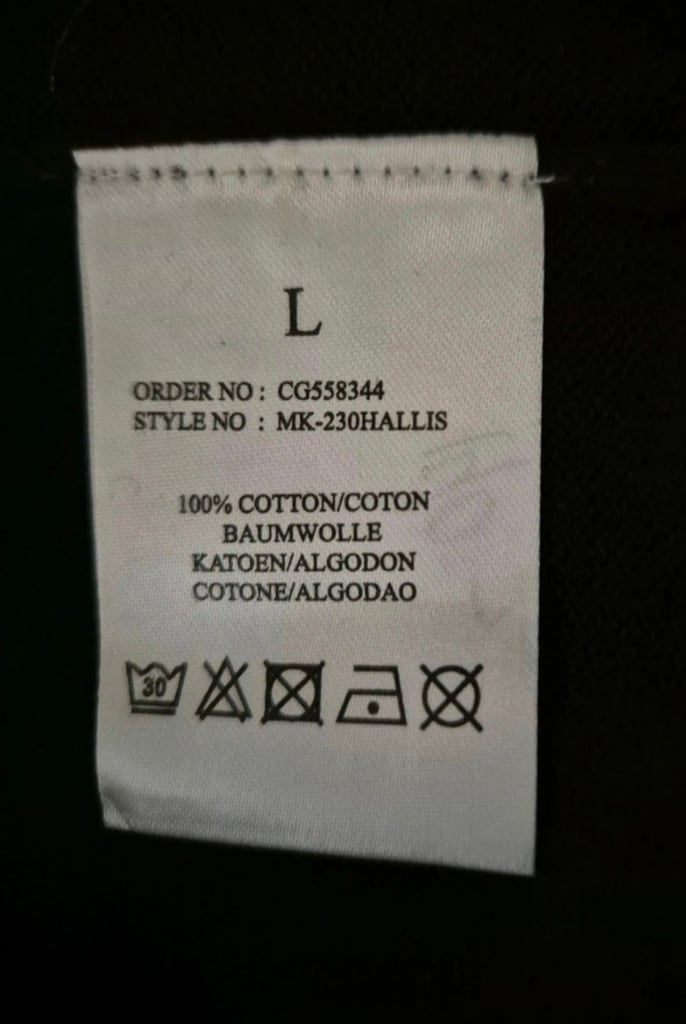 L
ORDER NO : CG558344
STYLE NO : MK-230HALLIS
100% COTTON/COTON
BAUMWOLLE
KATOEN/ALGODON
COTONE/ALGODAO
30